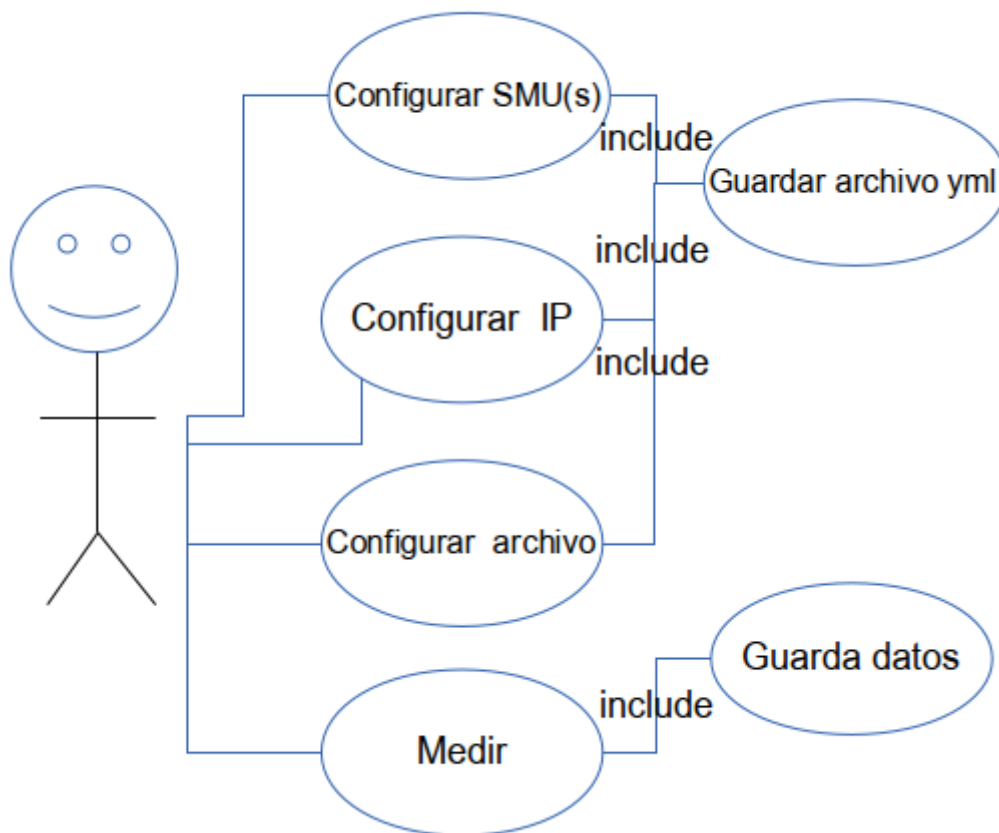 Configurar SMU(s)
include
Guardar archivo yml
include
Configurar IP
include
Configurar archivo
Guarda datos
include
Medir